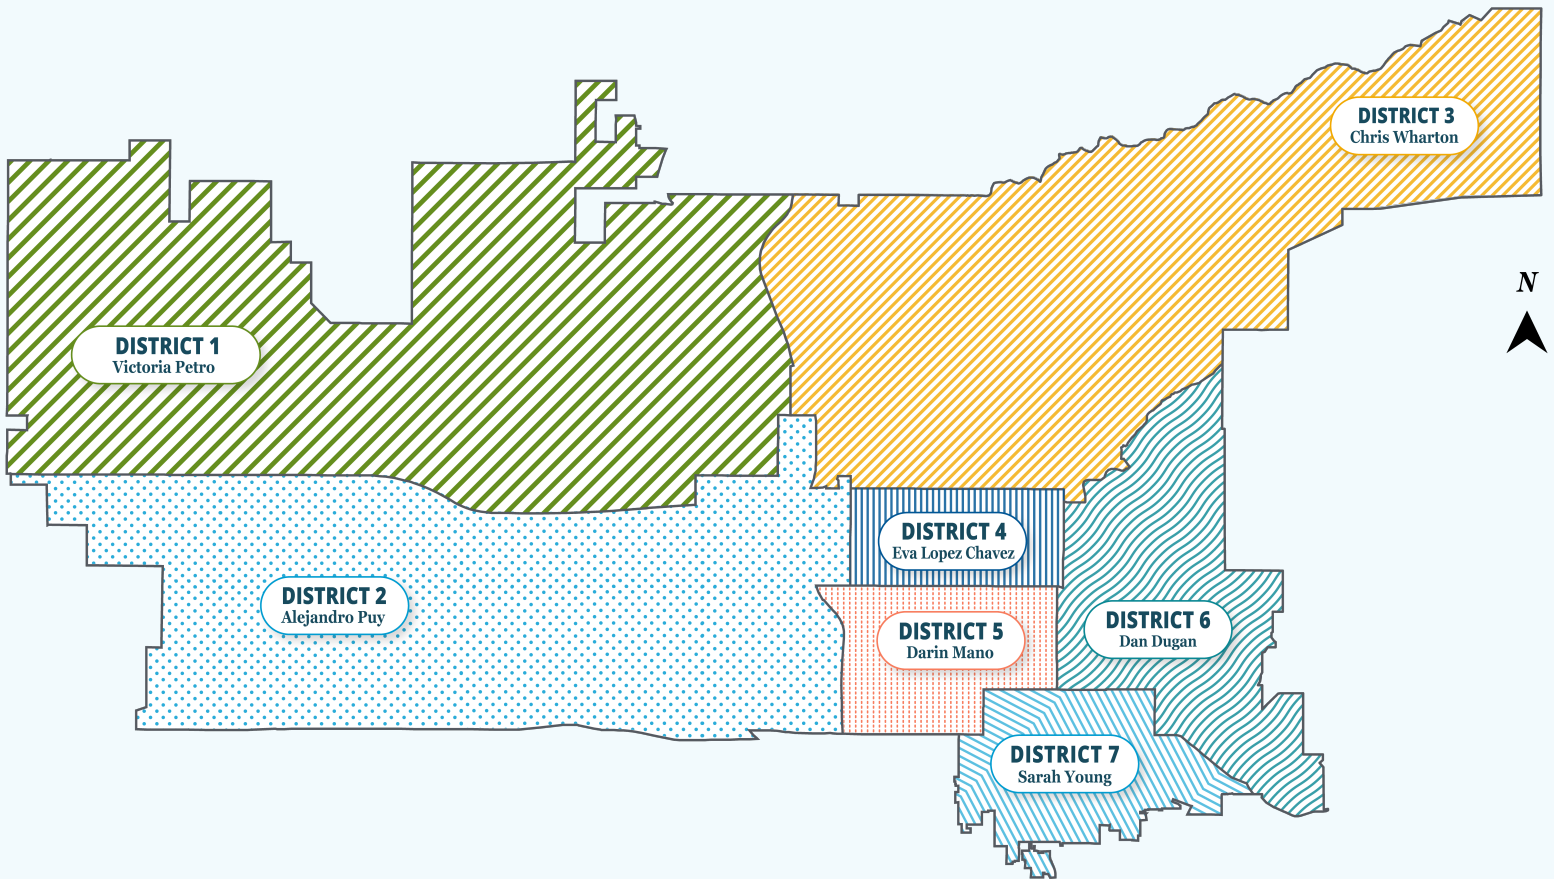 DISTRICT 3
Chris Wharton
N
DISTRICT 1
Victoria Petro
DISTRICT 4
Eva Lopez Chavez
DISTRICT 2
Alejandro Puy
DISTRICT 5
Darin Mano
DISTRICT 6
Dan Dugan
DISTRICT 7
Sarah Young